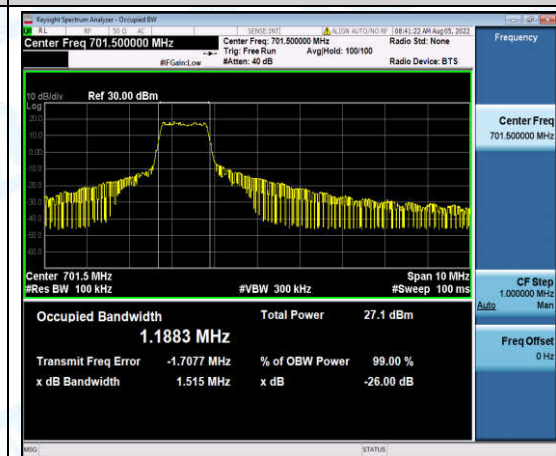 Keysight Spectrum Analyzer - Occupied BW
RL RF 50 Ω AC SENSE:INT ALIGN AUTO/NO RF 08:41:22 AM Aug 05, 2022
Center Freq 701.500000 MHz
Center Freq: 701.500000 MHz
Radio Std: None
Trig: Free Run Avg|Hold: 100/100
#IFGain:Low #Atten: 40 dB Radio Device: BTS
10 dB/div Ref 30.00 dBm
Log
20.0
10.0
0.00
-10.0
-20.0
-30.0
-40.0
-50.0
-60.0
Center 701.5 MHz Span 10 MHz
#Res BW 100 kHz #VBW 300 kHz #Sweep 100 ms
Occupied Bandwidth Total Power 27.1 dBm
1.1883 MHz
Transmit Freq Error -1.7077 MHz % of OBW Power 99.00 %
x dB Bandwidth 1.515 MHz x dB -26.00 dB
MSG STATUS
Frequency
Center Freq
701.500000 MHz
CF Step
1.000000 MHz
Auto Man
Freq Offset
0 Hz